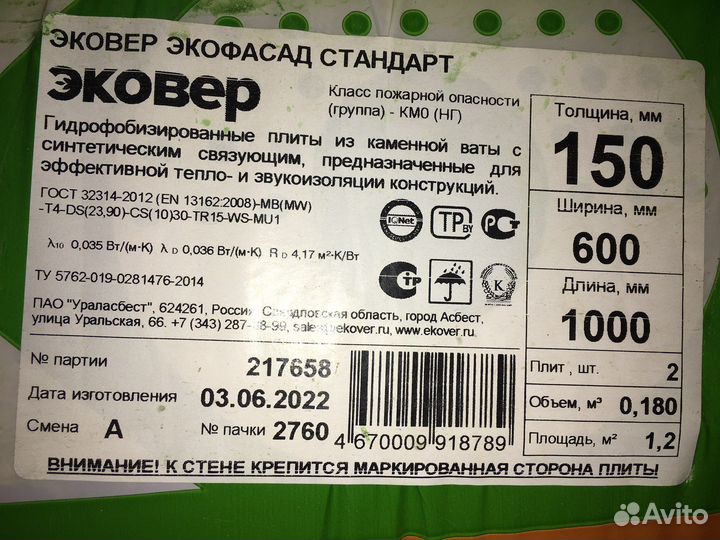 ЭКОВЕР ЭКОФАСАД СТАНДАРТ
эковер
Класс пожарной опасности
(группа) - КМ0 (НГ)
Гидрофобизированные плиты из каменной ваты с
синтетическим связующим, предназначенные для
эффективной тепло- и звукоизоляции конструкций.
ГОСТ 32314-2012 (EN 13162:2008)-MB(MW)
-T4-DS(23,90)-CS(10)30-TR15-WS-MU1
λ10 0,035 Вт/(м·К) λ D 0,036 Вт/(м·К) R D 4,17 м²·К/Вт
ТУ 5762-019-0281476-2014
IQNet
ТР BY
РСТ
СТР
К
ПАО "Ураласбест", 624261, Россия, Свердловская область, город Асбест,
улица Уральская, 66. +7 (343) 287- 8-99, sales@ekover.ru, www.ekover.ru
№ партии 217658
Дата изготовления 03.06.2022
Смена А № пачки 2760
4 670009 918789
Толщина, мм
150
Ширина, мм
600
Длина, мм
1000
Плит , шт. 2
Объем, м³ 0,180
Площадь, м² 1,2
ВНИМАНИЕ! К СТЕНЕ КРЕПИТСЯ МАРКИРОВАННАЯ СТОРОНА ПЛИТЫ
Avito